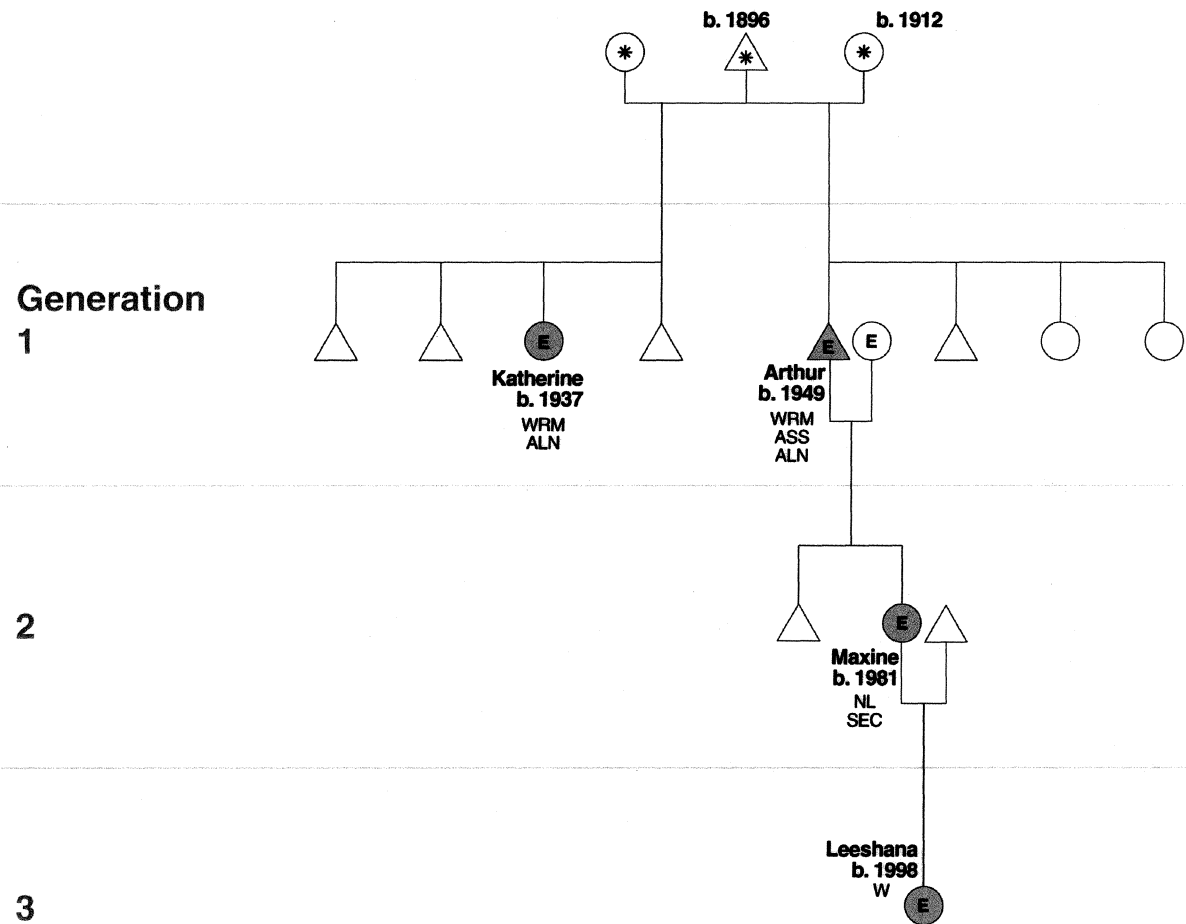 b. 1896
b. 1912
*
*
*
Generation
1
E
E
E
Katherine
b. 1937
WRM
ALN
Arthur
b. 1949
WRM
ASS
ALN
2
E
Maxine
b. 1981
NL
SEC
Leeshana
b. 1998
W
3
E